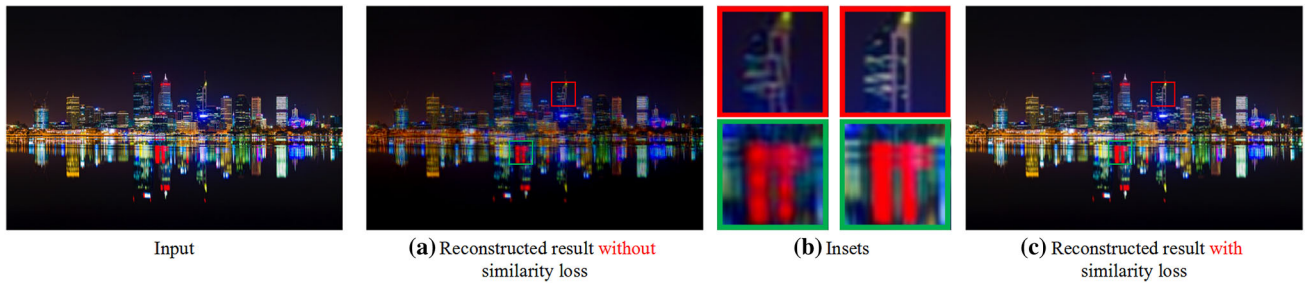 Input
(a) Reconstructed result without
similarity loss
(b) Insets
(c) Reconstructed result with
similarity loss